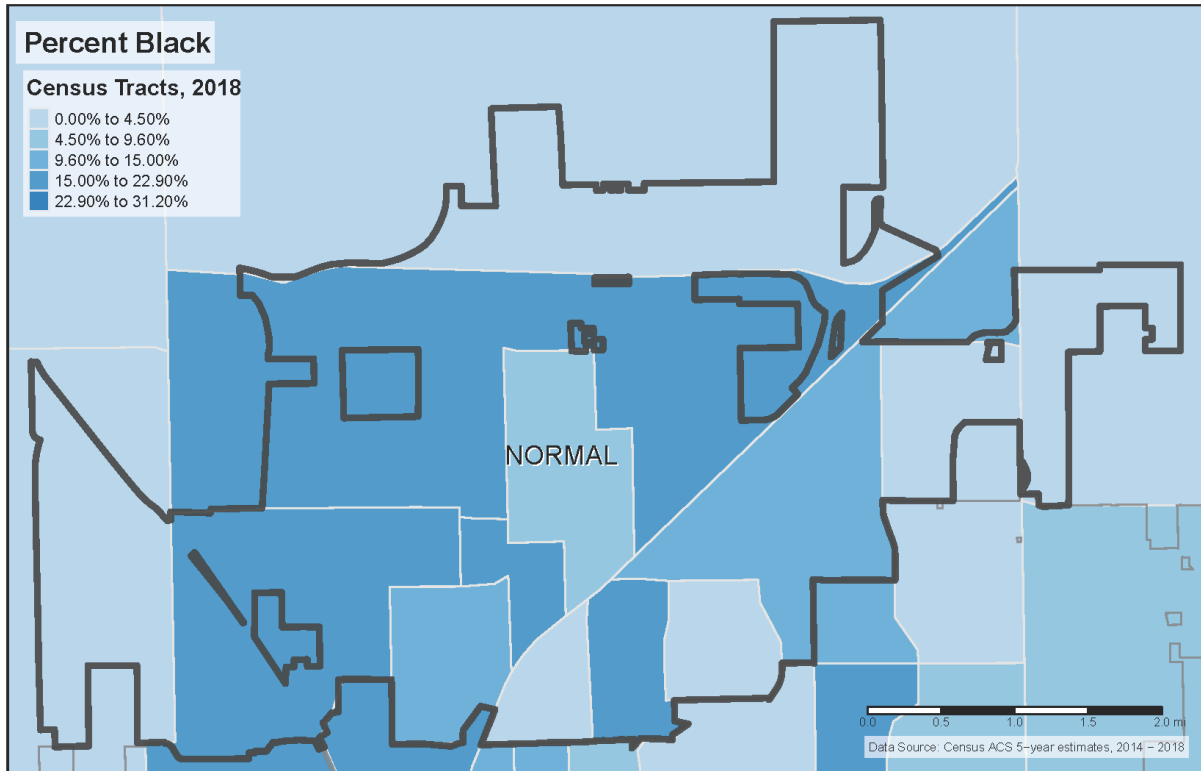 Percent Black
Census Tracts, 2018
0.00% to 4.50%
4.50% to 9.60%
9.60% to 15.00%
15.00% to 22.90%
22.90% to 31.20%
NORMAL
0.0 0.5 1.0 1.5 2.0 mi
Data Source: Census ACS 5-year estimates, 2014 - 2018